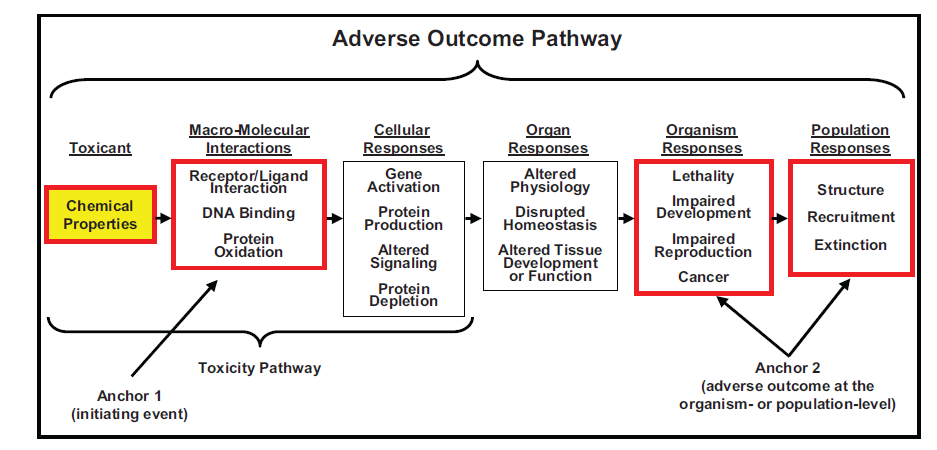 Adverse Outcome Pathway
Toxicant
Chemical
Properties
Macro-Molecular
Interactions
Receptor/Ligand
Interaction
DNA Binding
Protein
Oxidation
Cellular
Responses
Gene
Activation
Protein
Production
Altered
Signaling
Protein
Depletion
Organ
Responses
Altered
Physiology
Disrupted
Homeostasis
Altered Tissue
Development
or Function
Organism
Responses
Lethality
Impaired
Development
Impaired
Reproduction
Cancer
Population
Responses
Structure
Recruitment
Extinction
Toxicity Pathway
Anchor 1
(initiating event)
Anchor 2
(adverse outcome at the
organism- or population-level)